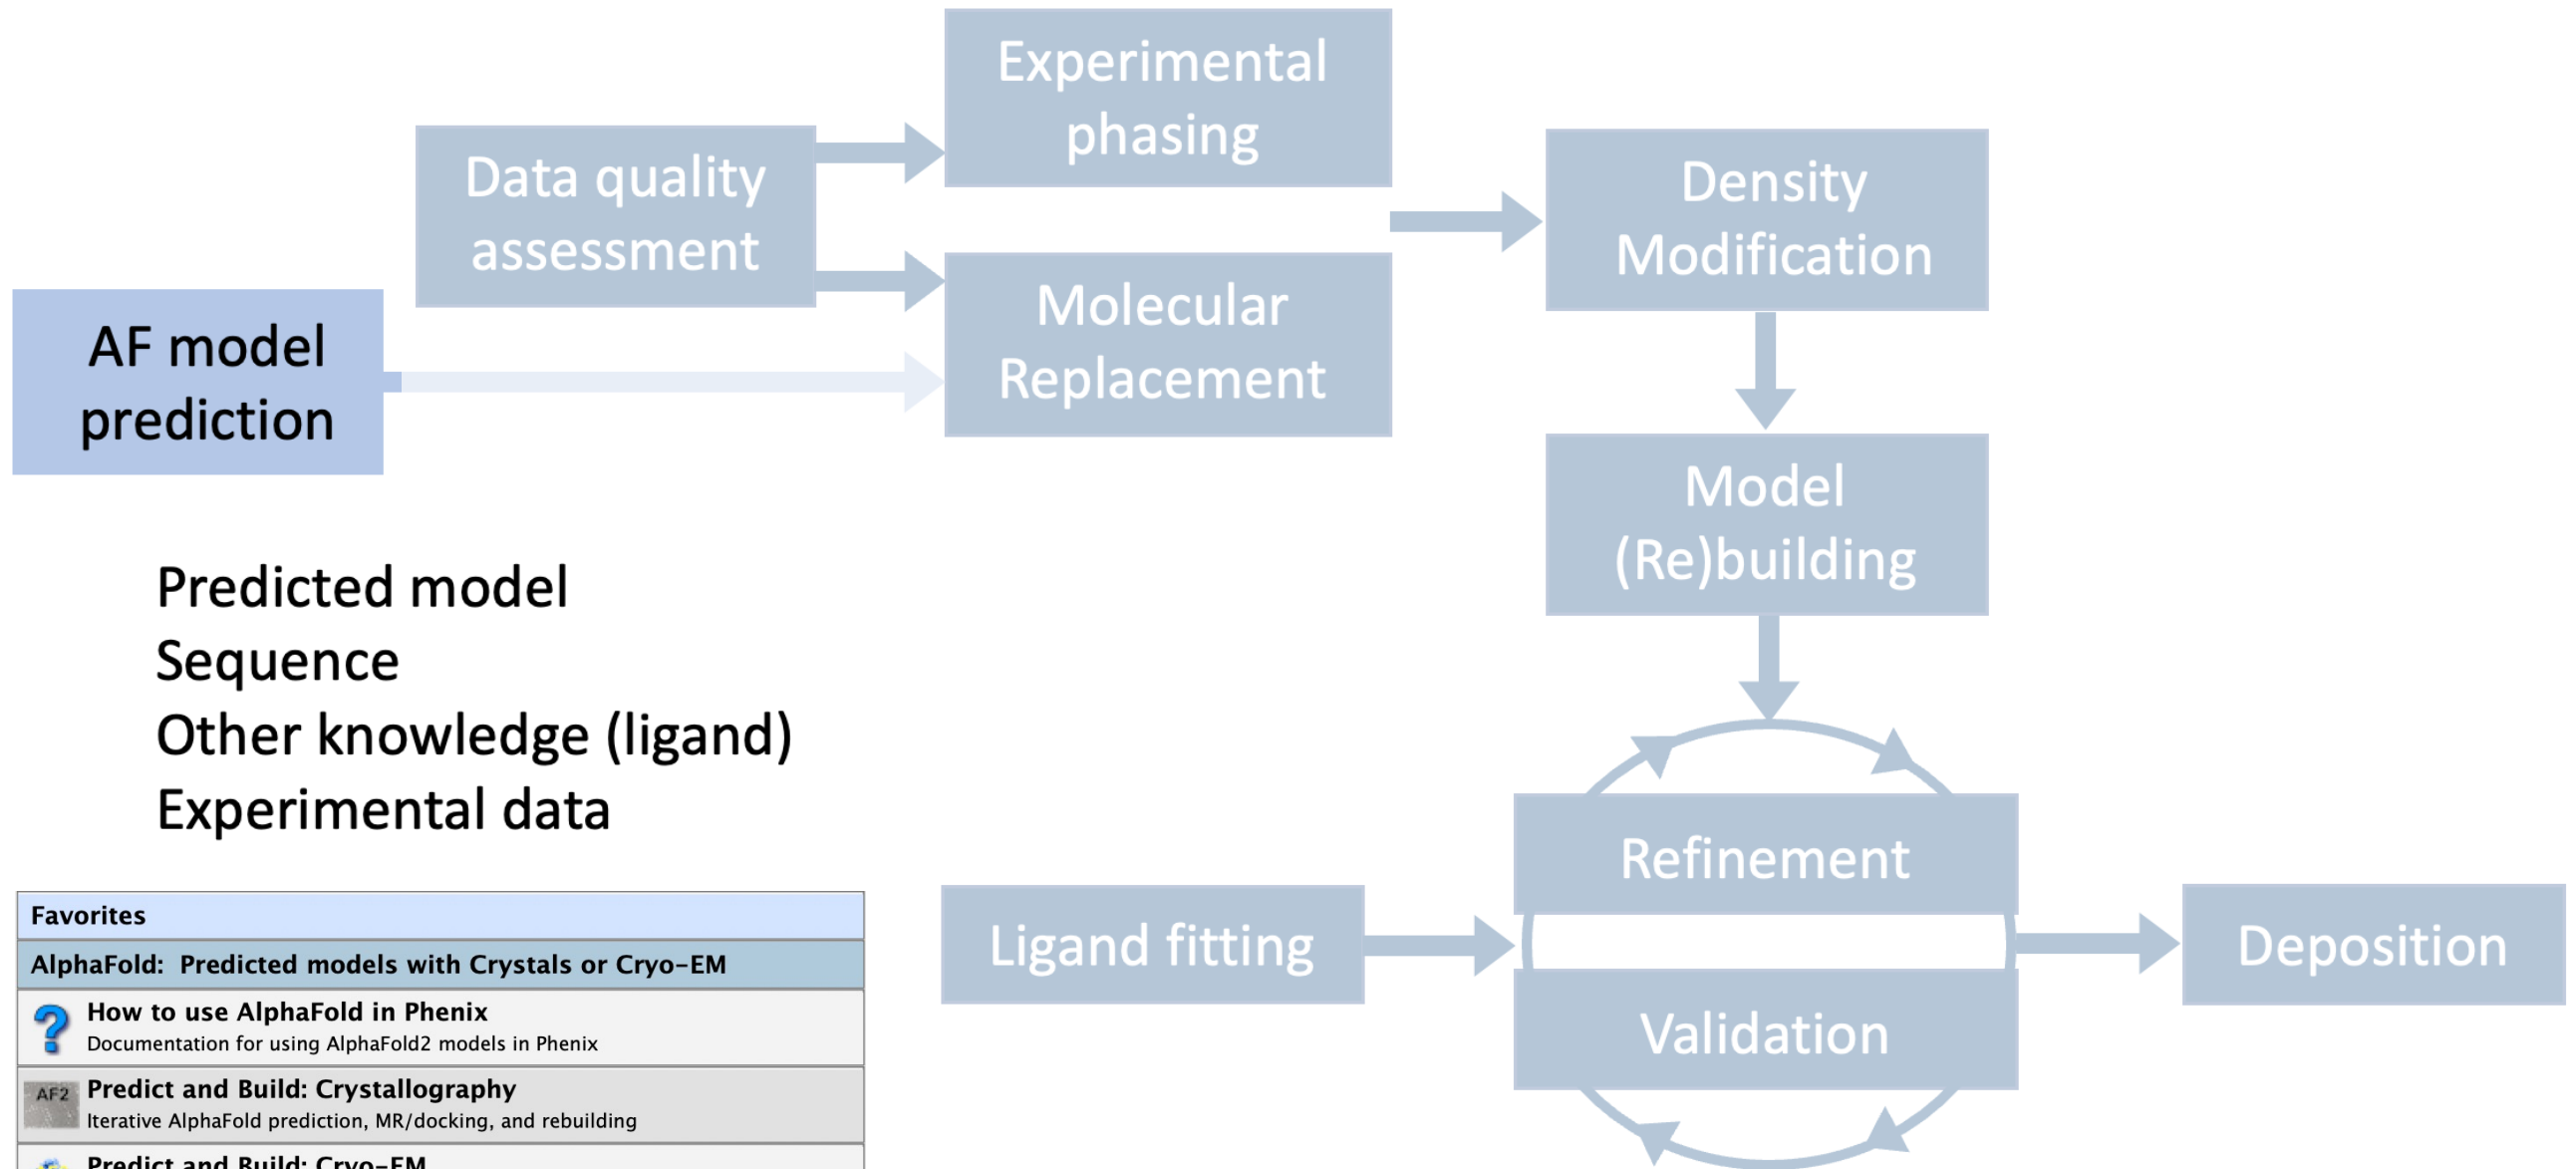 Experimental
phasing
Data quality
assessment
Density
Modification
Molecular
Replacement
AF model
prediction
Model
(Re)building
Predicted model
Sequence
Other knowledge (ligand)
Experimental data
Refinement
Ligand fitting
Deposition
Validation
Favorites
AlphaFold: Predicted models with Crystals or Cryo-EM
How to use AlphaFold in Phenix
Documentation for using AlphaFold2 models in Phenix
AF2
Predict and Build: Crystallography
Iterative AlphaFold prediction, MR/docking, and rebuilding
Predict and Build: Cryo-EM